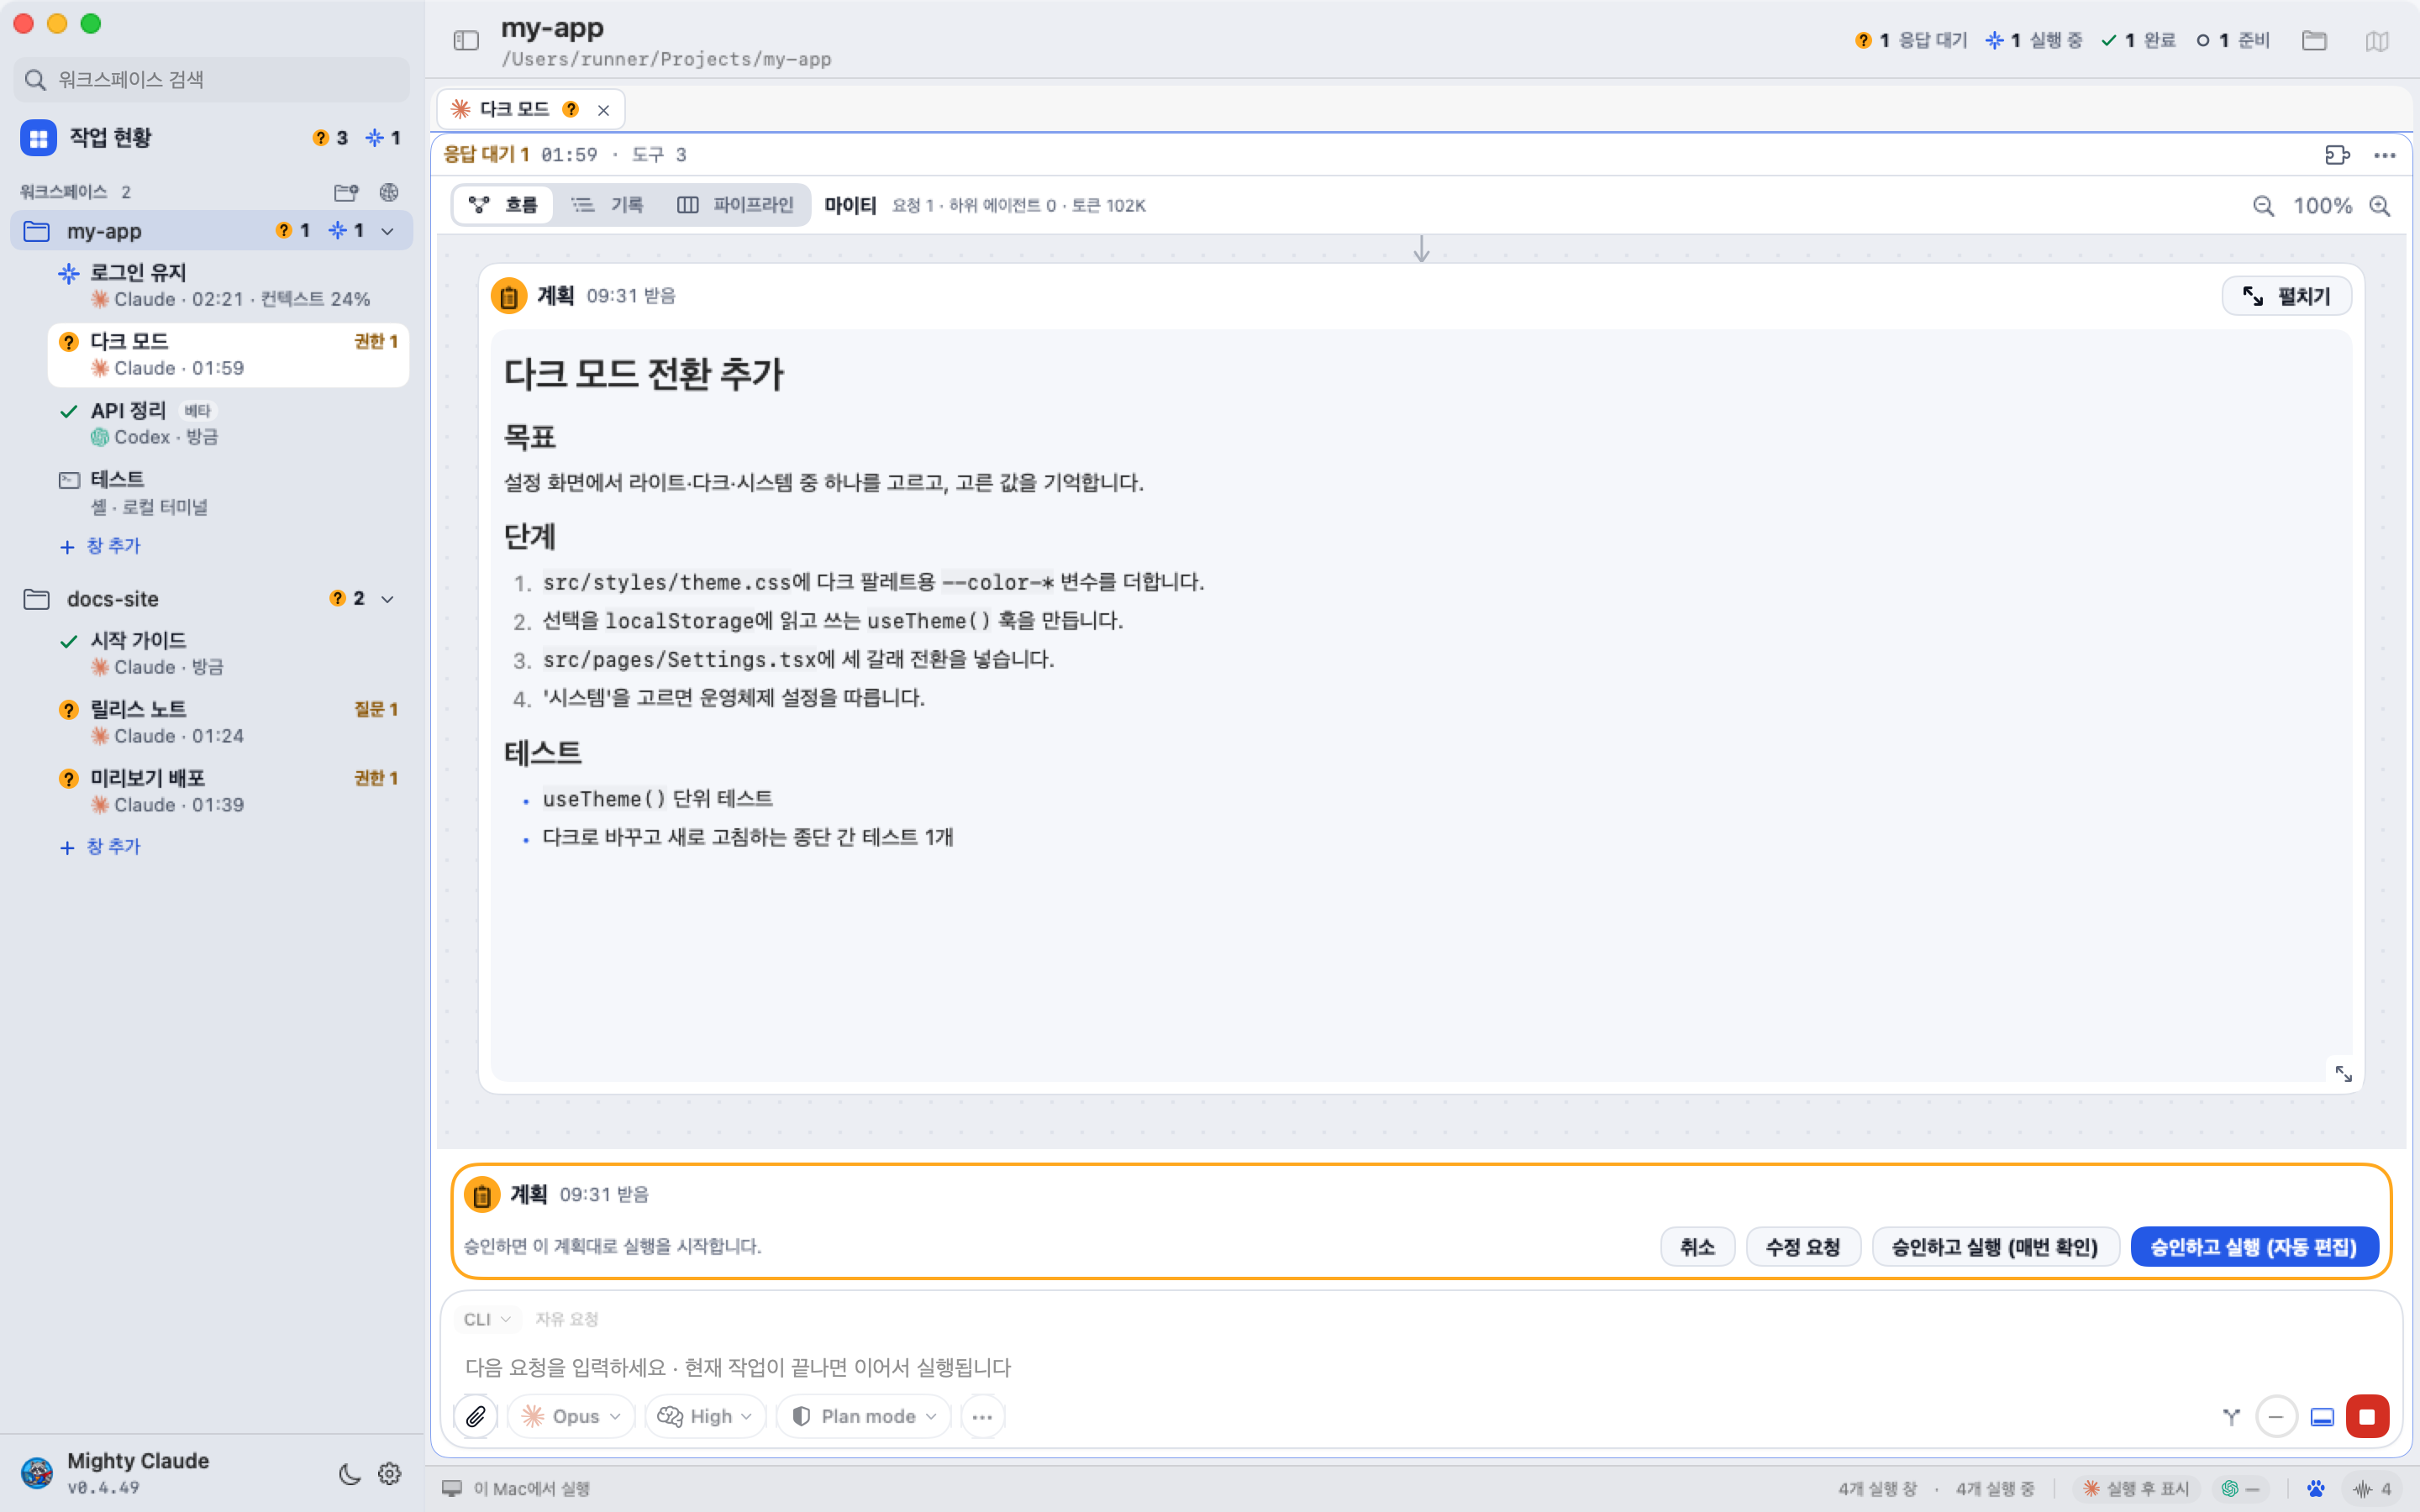 워크스페이스 검색
작업 현황 ? 3 1
워크스페이스 2
my-app ? 1 1
로그인 유지
Claude · 02:21 · 컨텍스트 24%
? 다크 모드 권한 1
Claude · 01:59
API 정리 베타
Codex · 방금
테스트
셸 · 로컬 터미널
+ 창 추가
docs-site ? 2
시작 가이드
Claude · 방금
? 릴리스 노트 질문 1
Claude · 01:24
? 미리보기 배포 권한 1
Claude · 01:39
+ 창 추가
Mighty Claude
v0.4.49
my-app
/Users/runner/Projects/my-app
? 1 응답 대기 1 실행 중 1 완료 1 준비
다크 모드 ?
응답 대기 1 01:59 · 도구 3
흐름 기록 파이프라인 마이티 요청 1 · 하위 에이전트 0 · 토큰 102K
100%
계획 09:31 받음
펼치기
다크 모드 전환 추가
목표
설정 화면에서 라이트·다크·시스템 중 하나를 고르고, 고른 값을 기억합니다.
단계
1. src/styles/theme.css에 다크 팔레트용 --color-* 변수를 더합니다.
2. 선택을 localStorage에 읽고 쓰는 useTheme() 훅을 만듭니다.
3. src/pages/Settings.tsx에 세 갈래 전환을 넣습니다.
4. '시스템'을 고르면 운영체제 설정을 따릅니다.
테스트
• useTheme() 단위 테스트
• 다크로 바꾸고 새로 고침하는 종단 간 테스트 1개
계획 09:31 받음
승인하면 이 계획대로 실행을 시작합니다.
취소 수정 요청 승인하고 실행 (매번 확인) 승인하고 실행 (자동 편집)
CLI 자유 요청
다음 요청을 입력하세요 · 현재 작업이 끝나면 이어서 실행됩니다
Opus High Plan mode
이 Mac에서 실행
4개 실행 창 · 4개 실행 중 실행 후 표시 — 4